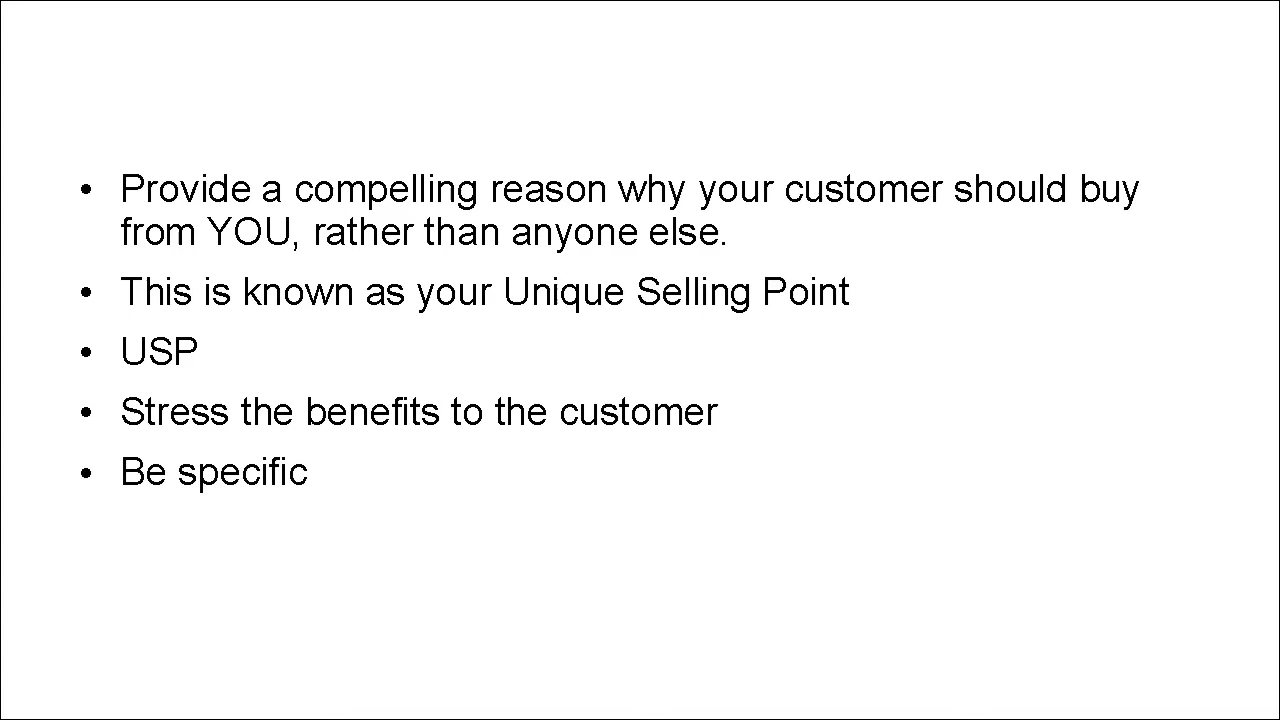 • Provide a compelling reason why your customer should buy
from YOU, rather than anyone else.
• This is known as your Unique Selling Point
• USP
• Stress the benefits to the customer
• Be specific